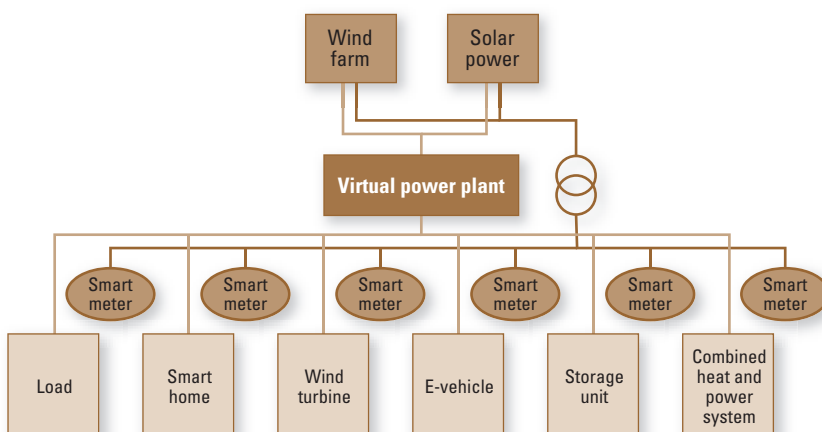 Wind
farm
Solar
power
Virtual power plant
Smart
meter
Smart
meter
Smart
meter
Smart
meter
Smart
meter
Smart
meter
Load
Smart
home
Wind
turbine
E-vehicle
Storage
unit
Combined
heat and
power
system